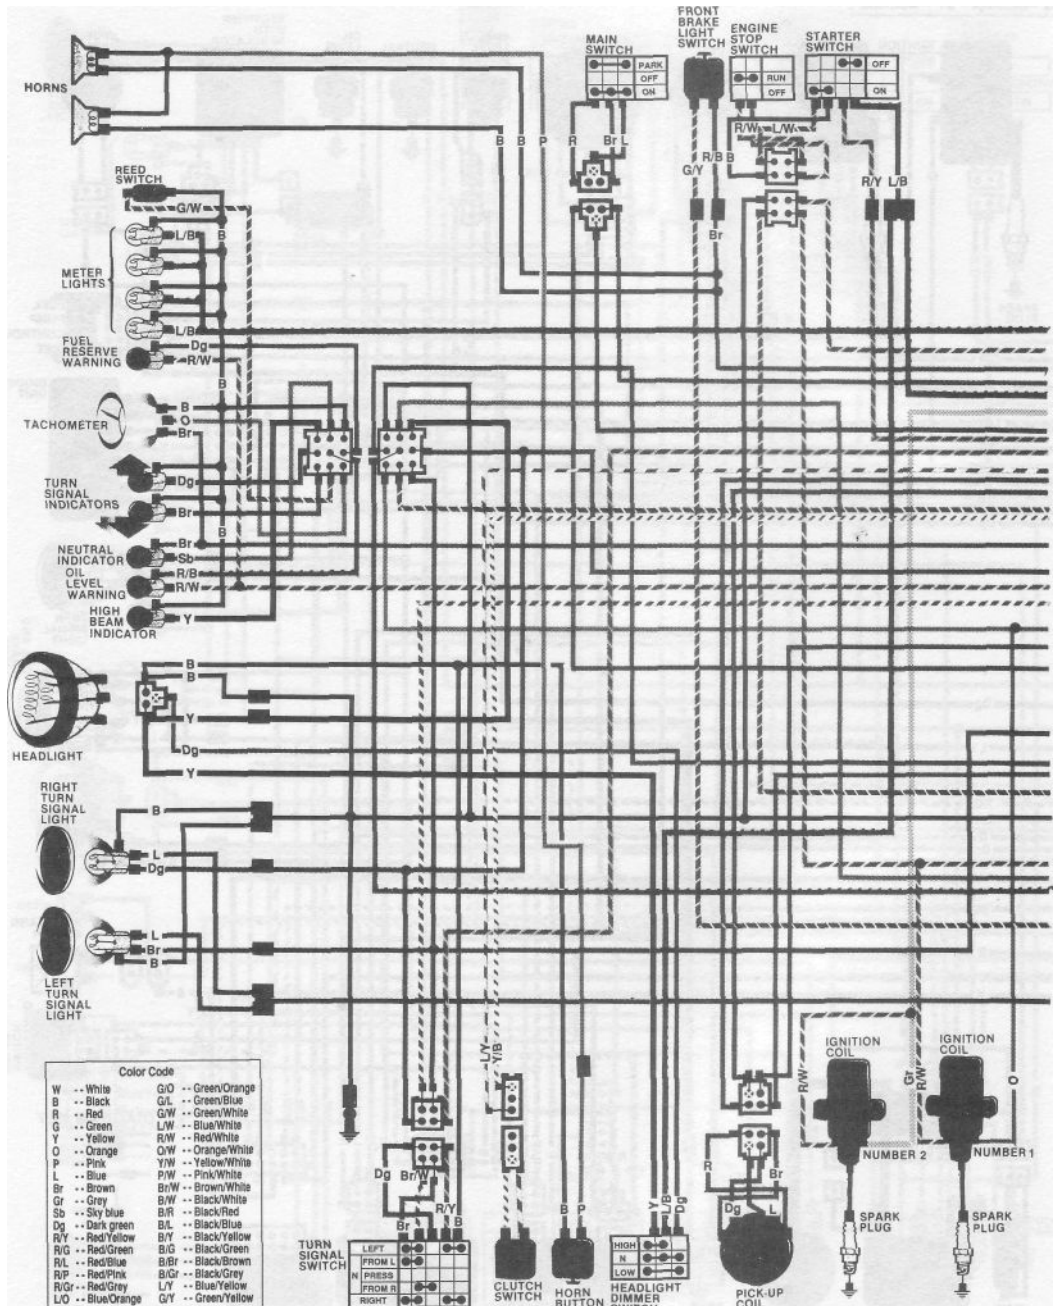 FRONT
BRAKE
LIGHT
SWITCH
ENGINE
STOP
SWITCH
STARTER
SWITCH
MAIN
SWITCH
PARK
OFF
ON
RUN
OFF
OFF
ON
HORNS
B
B
P
R
Br
L
G/Y
R/B
B
R/W
L/W
R/Y
L/B
Br
REED
SWITCH
G/W
B
L/B
METER
LIGHTS
L/B
FUEL
RESERVE
WARNING
Dg
R/W
B
TACHOMETER
B
O
Br
TURN
SIGNAL
INDICATORS
Dg
Br
B
NEUTRAL
INDICATOR
Br
Sb
OIL
LEVEL
WARNING
R/B
R/W
HIGH
BEAM
INDICATOR
Y
HEADLIGHT
B
B
Y
Dg
Y
RIGHT
TURN
SIGNAL
LIGHT
B
L
Dg
LEFT
TURN
SIGNAL
LIGHT
L
Br
B
Color Code
W -- White
B -- Black
R -- Red
G -- Green
Y -- Yellow
O -- Orange
P -- Pink
L -- Blue
Br -- Brown
Gr -- Grey
Sb -- Sky blue
Dg -- Dark green
R/Y -- Red/Yellow
R/G -- Red/Green
R/L -- Red/Blue
R/P -- Red/Pink
R/Gr -- Red/Grey
L/O -- Blue/Orange
G/O -- Green/Orange
G/L -- Green/Blue
G/W -- Green/White
L/W -- Blue/White
R/W -- Red/White
O/W -- Orange/White
Y/W -- Yellow/White
P/W -- Pink/White
Br/W -- Brown/White
B/W -- Black/White
B/R -- Black/Red
B/L -- Black/Blue
B/Y -- Black/Yellow
B/G -- Black/Green
B/Br -- Black/Brown
B/Gr -- Black/Grey
L/Y -- Blue/Yellow
G/Y -- Green/Yellow
Dg
Br/W
Br
R/Y
B
TURN
SIGNAL
SWITCH
LEFT
FROM L
N PRESS
FROM R
RIGHT
L/Y
Y/B
CLUTCH
SWITCH
B
P
HORN
BUTTON
Y
L/B
Dg
HIGH
N
LOW
HEADLIGHT
DIMMER
SWITCH
R
Br
Dg
L
PICK-UP
COIL
R/W
IGNITION
COIL
NUMBER 2
SPARK
PLUG
Gr
R/W
IGNITION
COIL
NUMBER 1
SPARK
PLUG
O